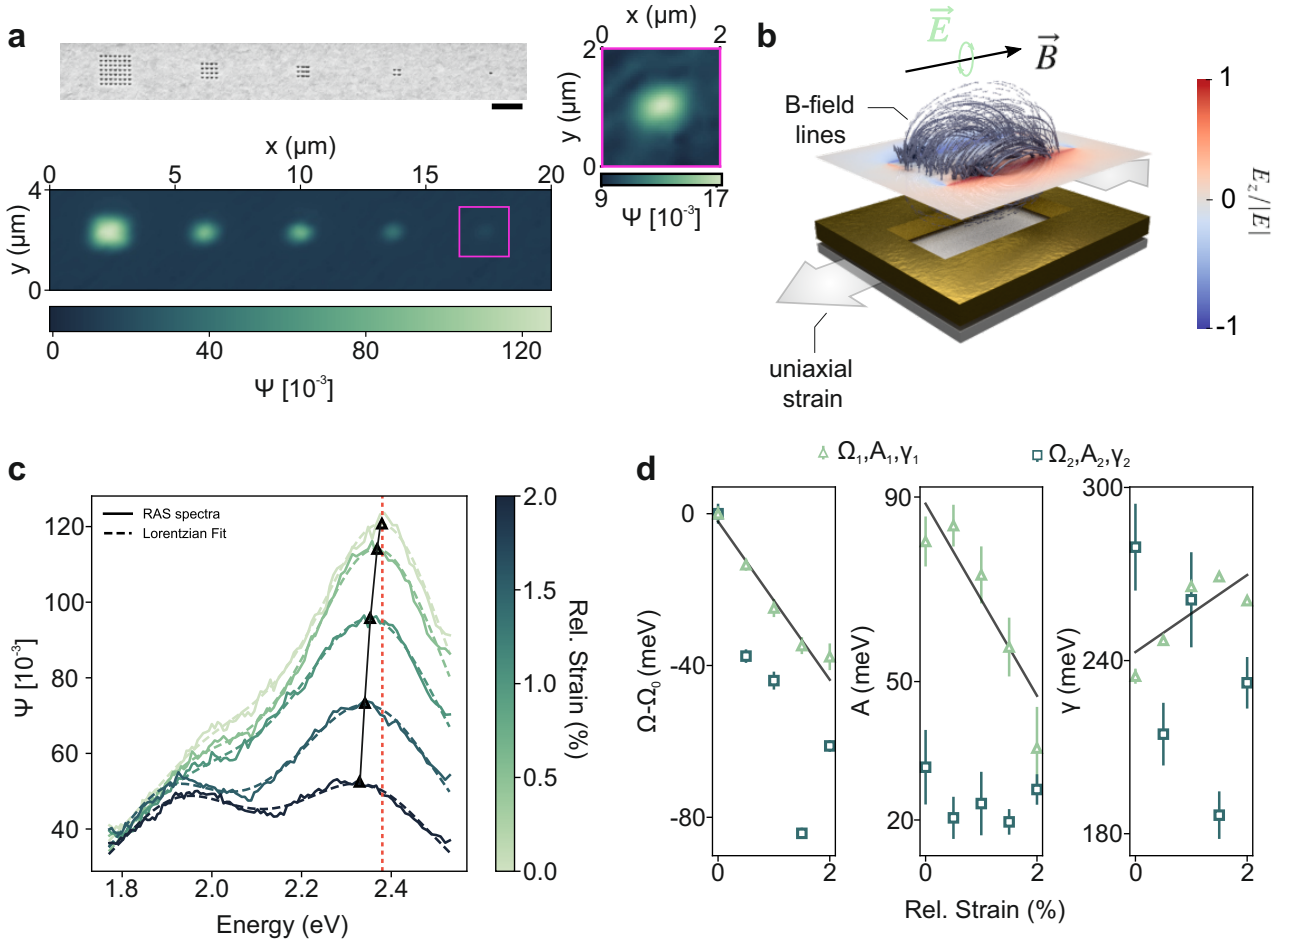 a
x (μm)
0 5 10 15 20
y (μm)
4
0
0 40 80 120
Ψ [10⁻³]
x (μm)
0 2
y (μm)
2
0
9 17
Ψ [10⁻³]
b
E
B
B-field
lines
uniaxial
strain
1
0
-1
E_z/|E|
c
RAS spectra
Lorentzian Fit
Ψ [10⁻³]
120
100
80
60
40
1.8 2.0 2.2 2.4
Energy (eV)
2.0
1.5
1.0
0.5
0.0
Rel. Strain (%)
d
Ω₁,A₁,γ₁
Ω₂,A₂,γ₂
Ω-Ω₀ (meV)
0
-40
-80
0 2
A (meV)
90
50
20
0 2
γ (meV)
300
240
180
0 2
Rel. Strain (%)